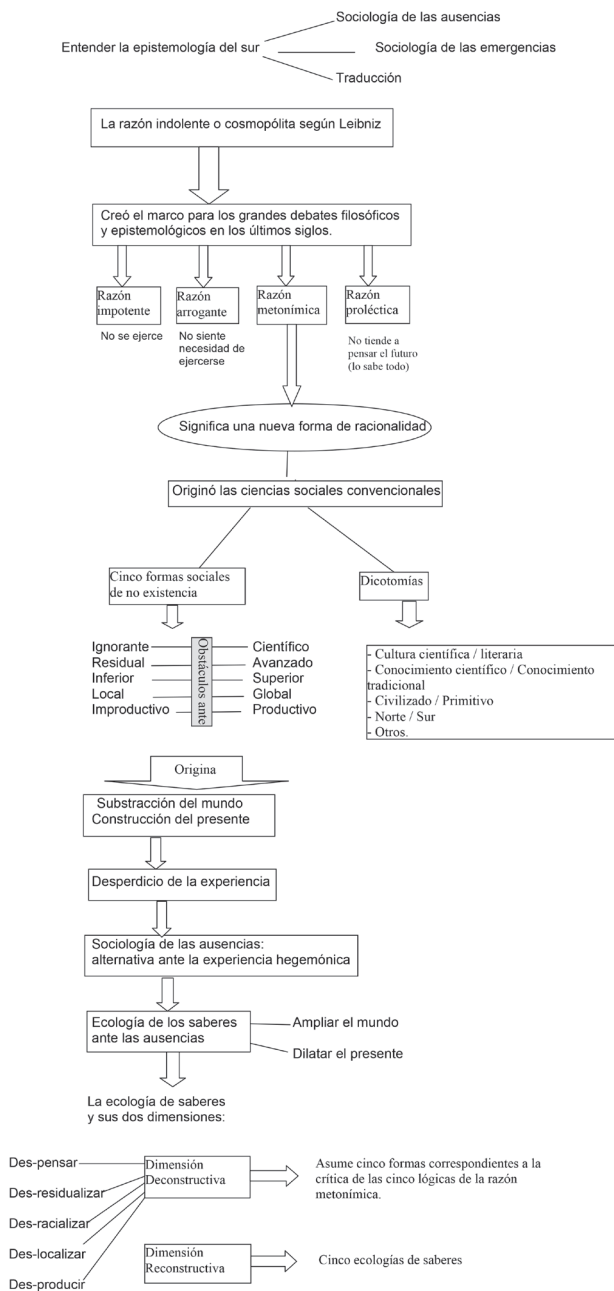 Sociología de las ausencias
Entender la epistemología del sur
Sociología de las emergencias
Traducción
La razón indolente o cosmopólita según Leibniz
Creó el marco para los grandes debates filosóficos
y epistemológicos en los últimos siglos.
Razón
impotente
Razón
arrogante
Razón
metonímica
Razón
proléctica
No se ejerce
No siente
necesidad de
ejercerse
No tiende a
pensar el futuro
(lo sabe todo)
Significa una nueva forma de racionalidad
Originó las ciencias sociales convencionales
Cinco formas sociales
de no existencia
Dicotomías
Ignorante
Residual
Inferior
Local
Improductivo
Obstáculos ante
Científico
Avanzado
Superior
Global
Productivo
- Cultura científica / literaria
- Conocimiento científico / Conocimiento
tradicional
- Civilizado / Primitivo
- Norte / Sur
- Otros.
Origina
Substracción del mundo
Construcción del presente
Desperdicio de la experiencia
Sociología de las ausencias:
alternativa ante la experiencia hegemónica
Ecología de los saberes
ante las ausencias
Ampliar el mundo
Dilatar el presente
La ecología de saberes
y sus dos dimensiones:
Des-pensar
Des-residualizar
Des-racializar
Des-localizar
Des-producir
Dimensión
Deconstructiva
Asume cinco formas correspondientes a la
crítica de las cinco lógicas de la razón
metonímica.
Dimensión
Reconstructiva
Cinco ecologías de saberes